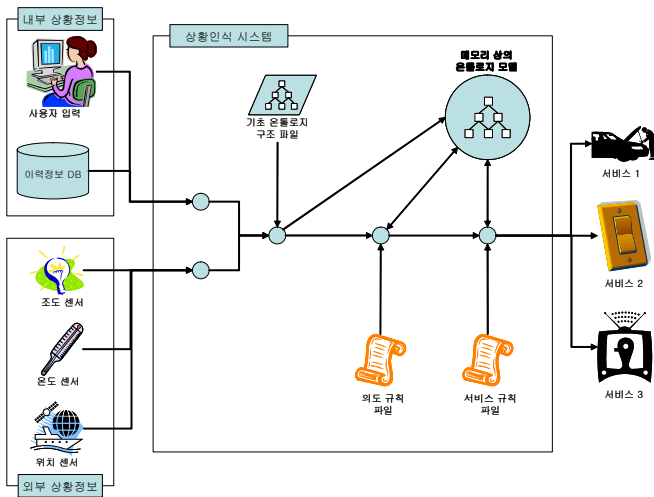 내부 상황정보
사용자 입력
이력정보 DB
조도 센서
온도 센서
위치 센서
외부 상황정보
상황인식 시스템
기초 온톨로지
구조 파일
메모리 상의
온톨로지 모델
의도 규칙
파일
서비스 규칙
파일
서비스 1
서비스 2
서비스 3